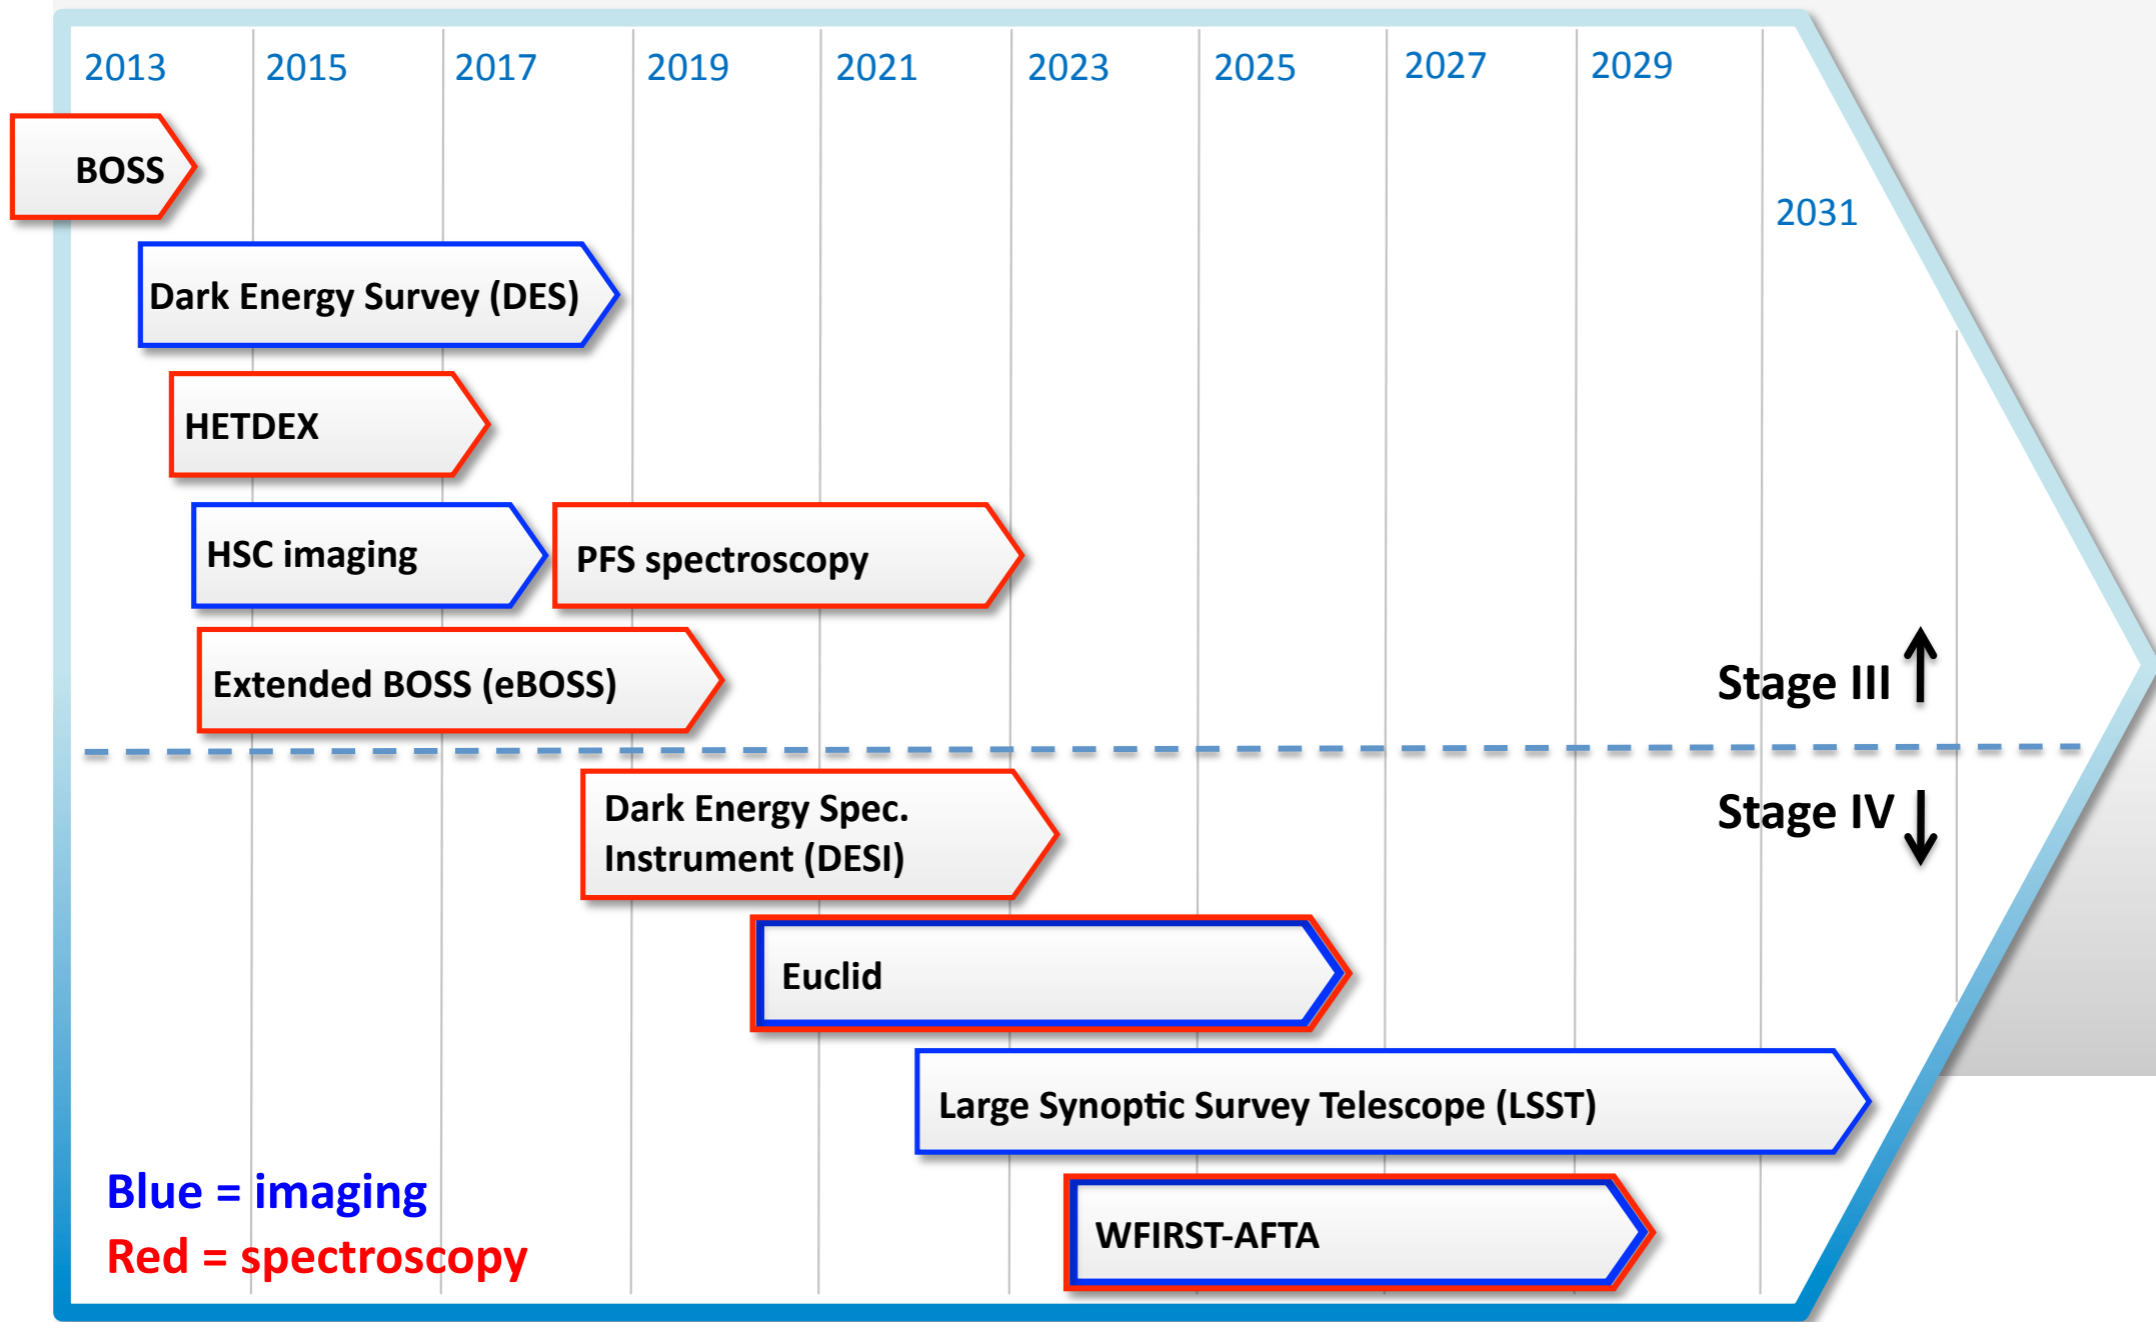 2013 2015 2017 2019 2021 2023 2025 2027 2029
BOSS
2031
Dark Energy Survey (DES)
HETDEX
HSC imaging
PFS spectroscopy
Extended BOSS (eBOSS)
Stage III
Dark Energy Spec.
Instrument (DESI)
Stage IV
Euclid
Large Synoptic Survey Telescope (LSST)
WFIRST-AFTA
Blue = imaging
Red = spectroscopy